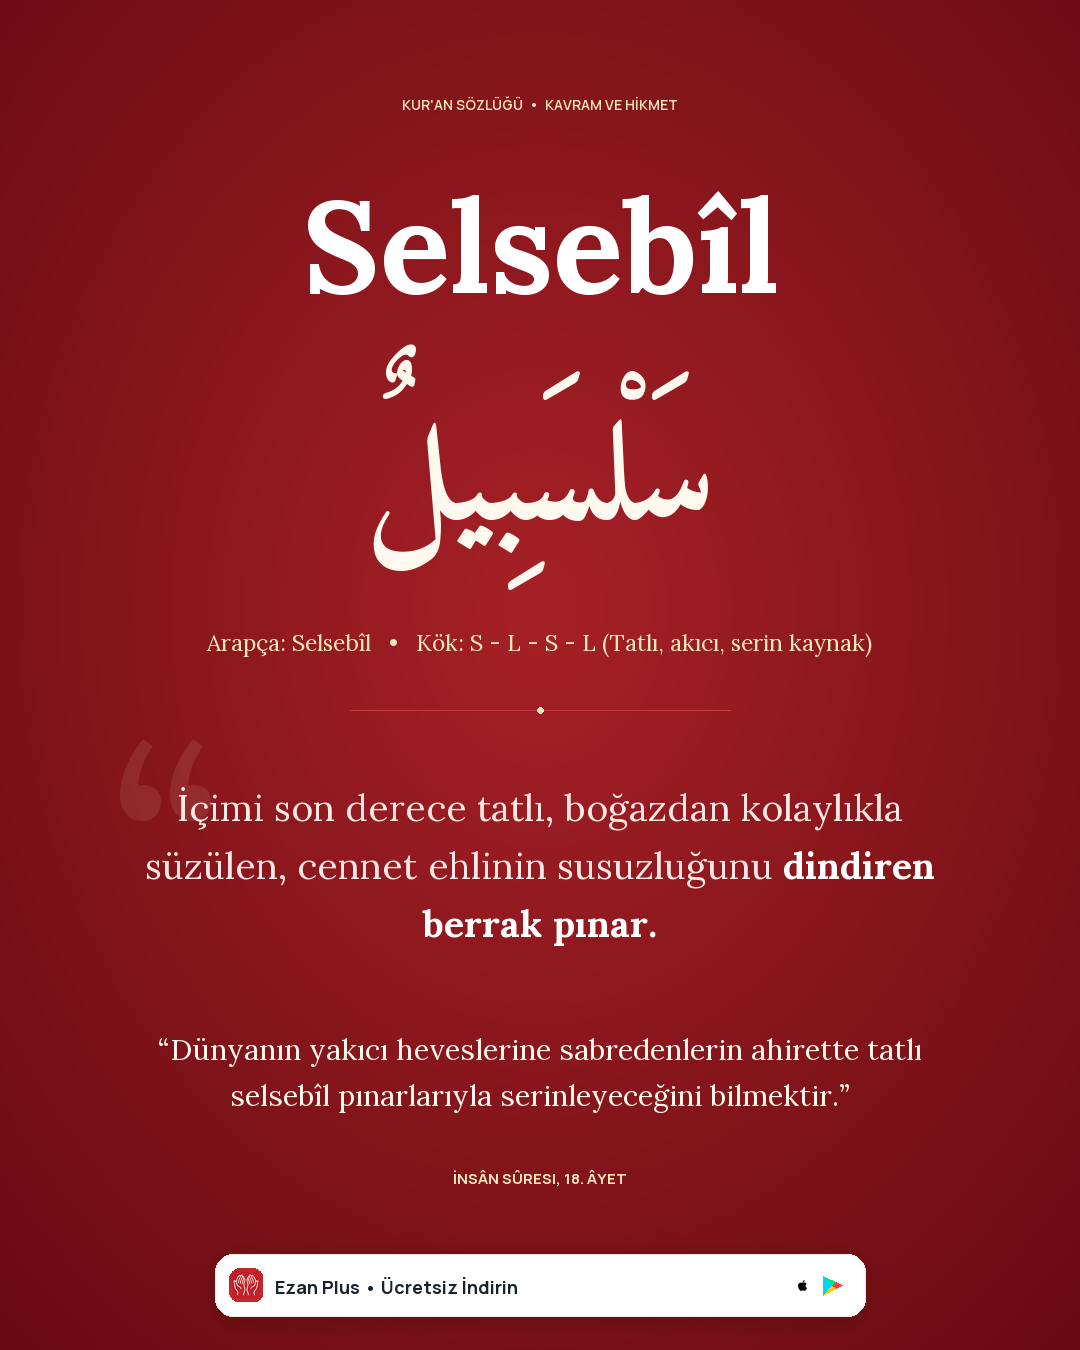 KUR'AN SÖZLÜĞÜ • KAVRAM VE HİKMET
Selsebîl
سَلْسَبِيلٌ
Arapça: Selsebîl • Kök: S - L - S - L (Tatlı, akıcı, serin kaynak)
“
İçimi son derece tatlı, boğazdan kolaylıkla
süzülen, cennet ehlinin susuzluğunu dindiren
berrak pınar.
“Dünyanın yakıcı heveslerine sabredenlerin ahirette tatlı
selsebîl pınarlarıyla serinleyeceğini bilmektir.”
İNSÂN SÛRESI, 18. ÂYET
Ezan Plus • Ücretsiz İndirin